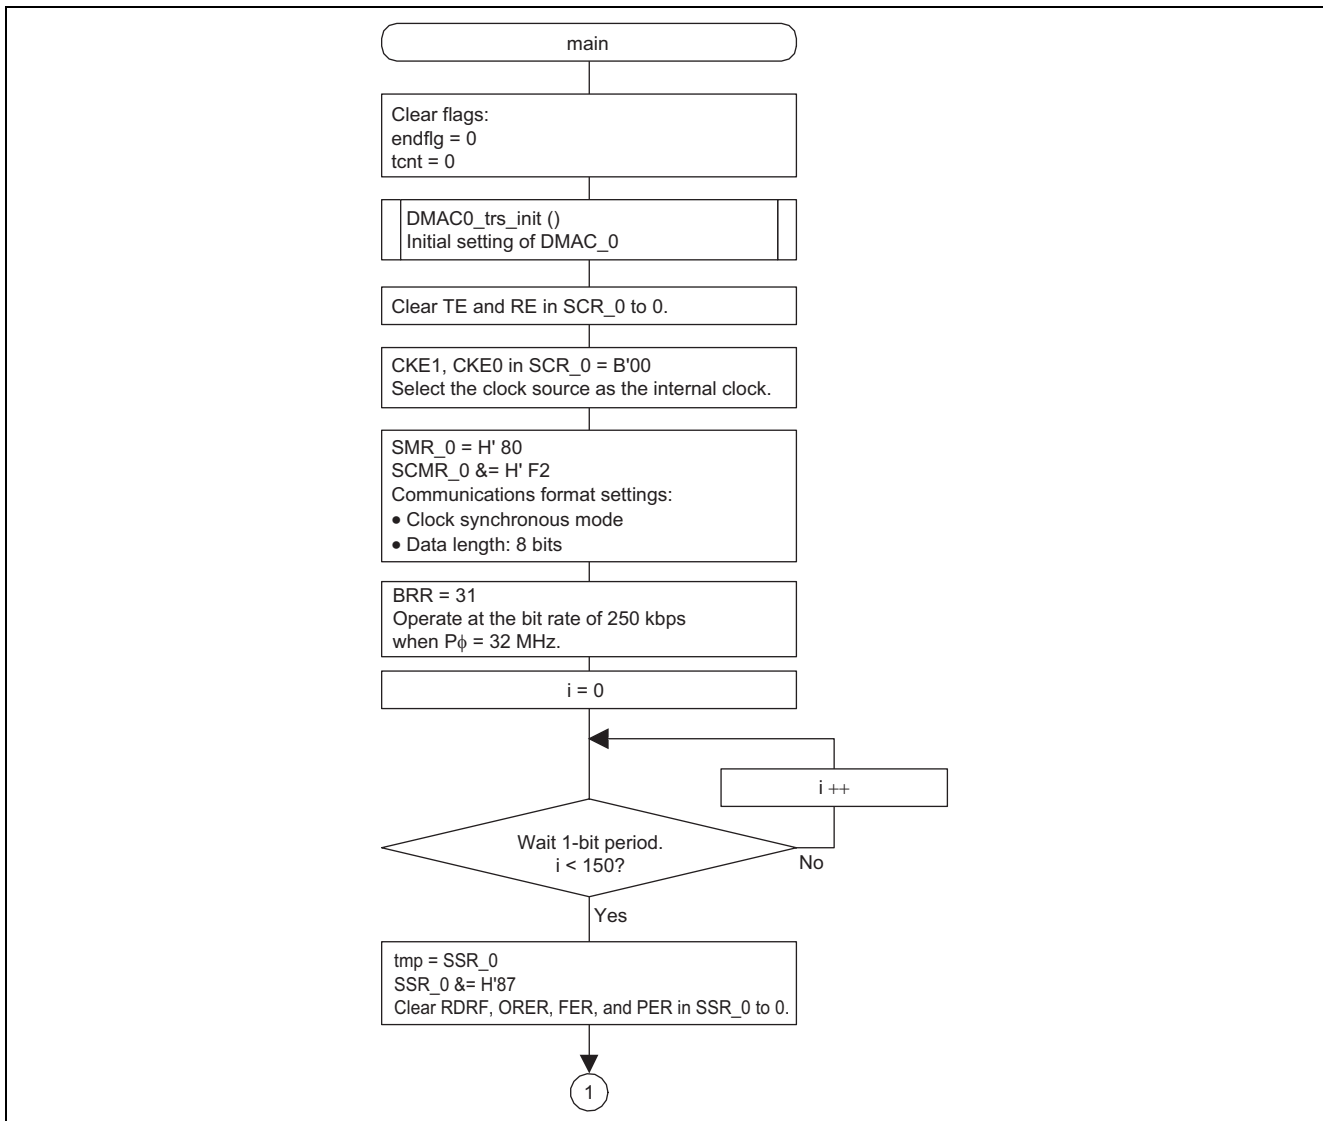 main
Clear flags:
endflg = 0
tcnt = 0
DMAC0_trs_init ()
Initial setting of DMAC_0
Clear TE and RE in SCR_0 to 0.
CKE1, CKE0 in SCR_0 = B'00
Select the clock source as the internal clock.
SMR_0 = H' 80
SCMR_0 &= H' F2
Communications format settings:
• Clock synchronous mode
• Data length: 8 bits
BRR = 31
Operate at the bit rate of 250 kbps
when Pϕ = 32 MHz.
i = 0
i ++
Wait 1-bit period.
i < 150?
No
Yes
tmp = SSR_0
SSR_0 &= H'87
Clear RDRF, ORER, FER, and PER in SSR_0 to 0.
1